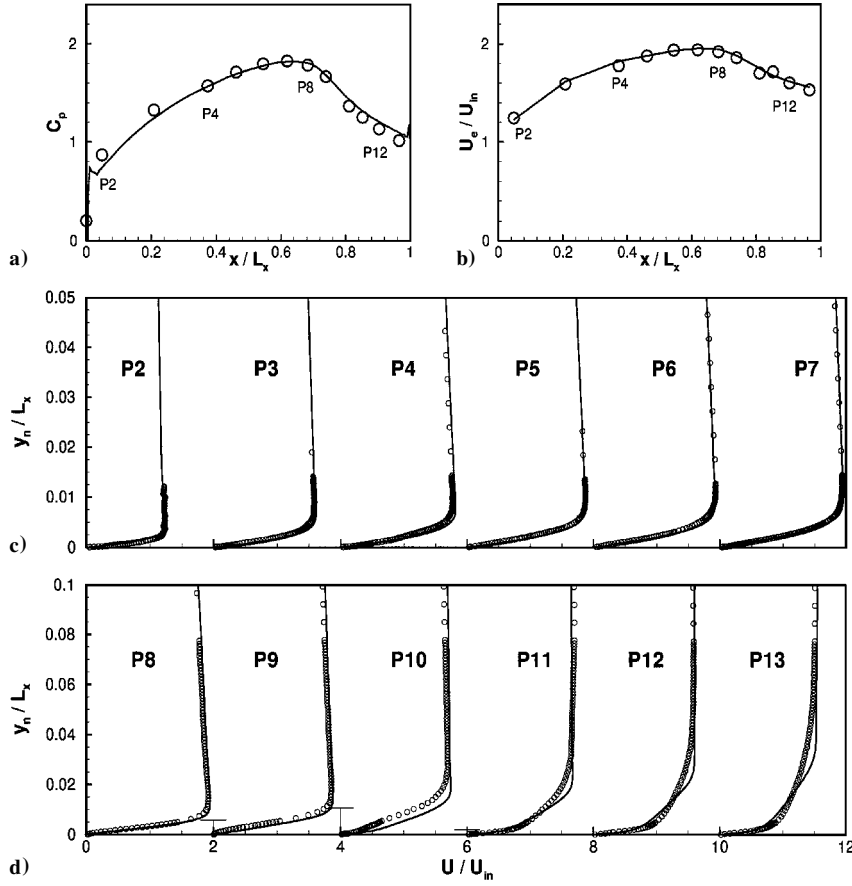 2
1
0
C_p
P2
P4
P8
P12
0 0.2 0.4 0.6 0.8 1
a)
x / L_x
2
1
0
U_e / U_in
P2
P4
P8
P12
0 0.2 0.4 0.6 0.8 1
b)
x / L_x
0.05
0.04
0.03
0.02
0.01
0
y_n / L_x
P2 P3 P4 P5 P6 P7
c)
0.1
0.08
0.06
0.04
0.02
0
y_n / L_x
P8 P9 P10 P11 P12 P13
0 2 4 6 8 10 12
d)
U / U_in